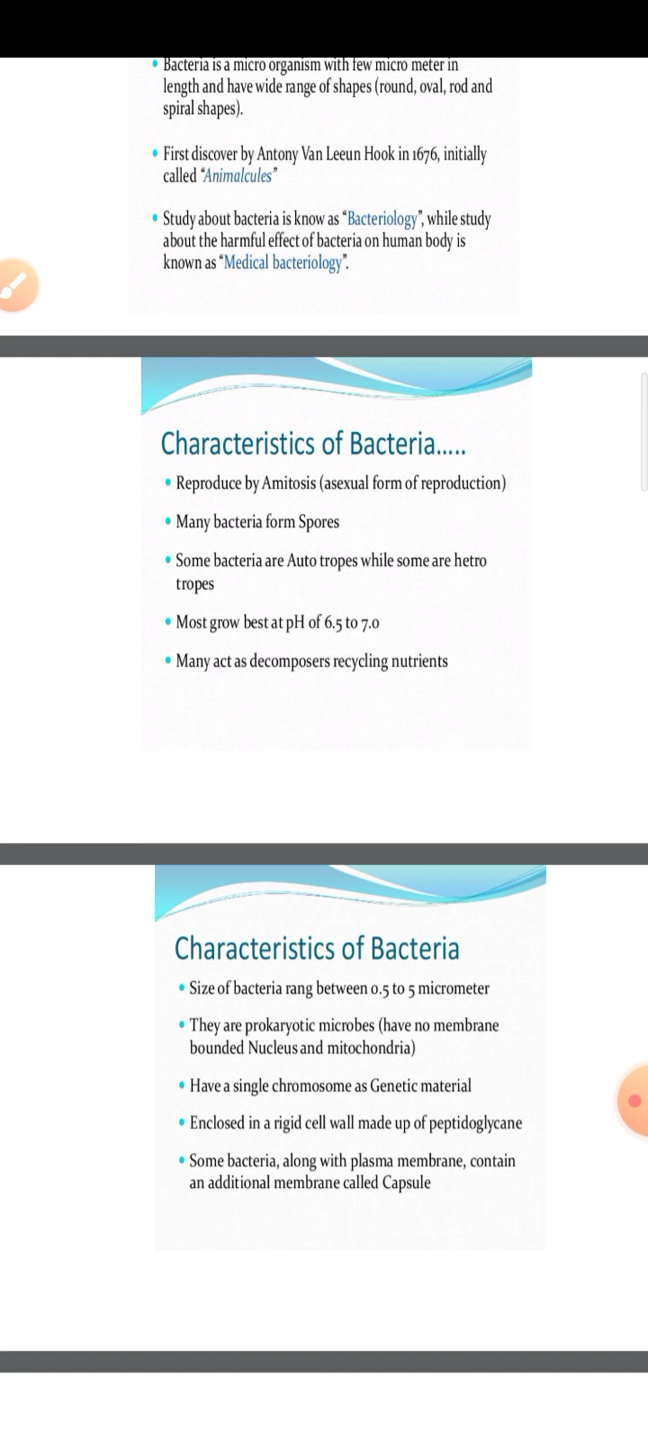 Bacteria is a micro organism with few micro meter in
length and have wide range of shapes (round, oval, rod and
spiral shapes).
First discover by Antony Van Leeun Hook in 1676, initially
called “Animalcules”
Study about bacteria is know as “Bacteriology”, while study
about the harmful effect of bacteria on human body is
known as “Medical bacteriology”.
Characteristics of Bacteria.....
Reproduce by Amitosis (asexual form of reproduction)
Many bacteria form Spores
Some bacteria are Auto tropes while some are hetro
tropes
Most grow best at pH of 6.5 to 7.0
Many act as decomposers recycling nutrients
Characteristics of Bacteria
Size of bacteria rang between 0.5 to 5 micrometer
They are prokaryotic microbes (have no membrane
bounded Nucleus and mitochondria)
Have a single chromosome as Genetic material
Enclosed in a rigid cell wall made up of peptidoglycane
Some bacteria, along with plasma membrane, contain
an additional membrane called Capsule